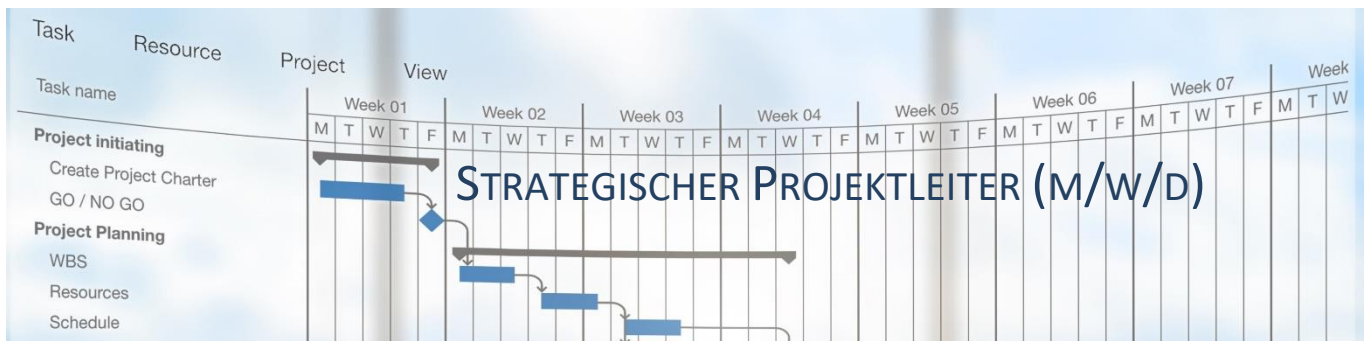 Task Resource Project View
Task name
Week 01 Week 02 Week 03 Week 04 Week 05 Week 06 Week 07 Week
M T W T F M T W T F M T W T F M T W T F M T W T F M T W T F M T W T F M T W
Project initiating
Create Project Charter
STRATEGISCHER PROJEKTLEITER (M/W/D)
GO / NO GO
Project Planning
WBS
Resources
Schedule